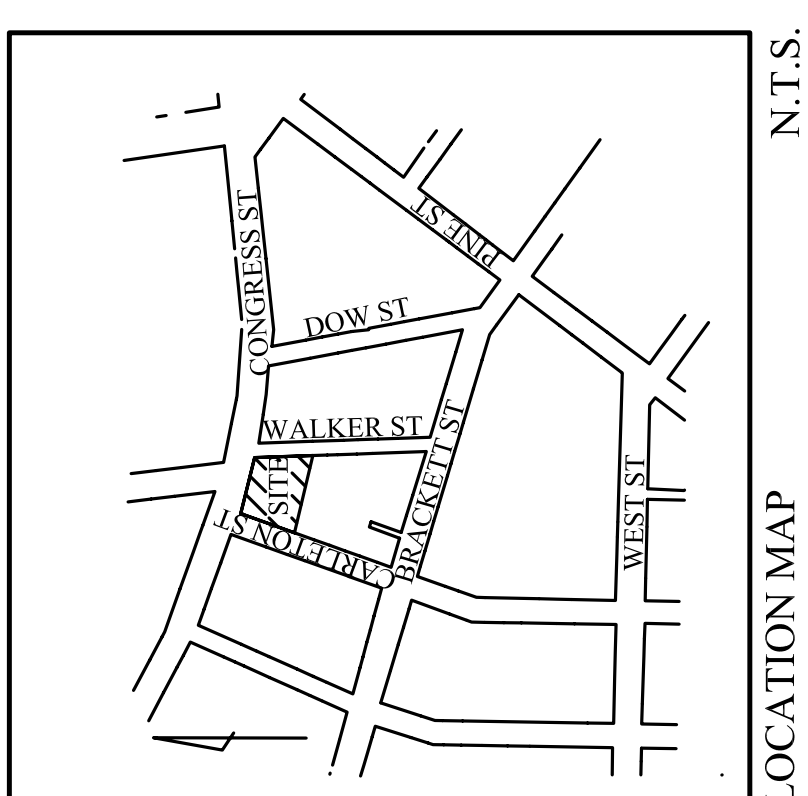 N.T.S.
PINE ST
CONGRESS ST
DOW ST
WALKER ST
BRACKETT ST
SITE
WEST ST
CARLETON ST
LOCATION MAP